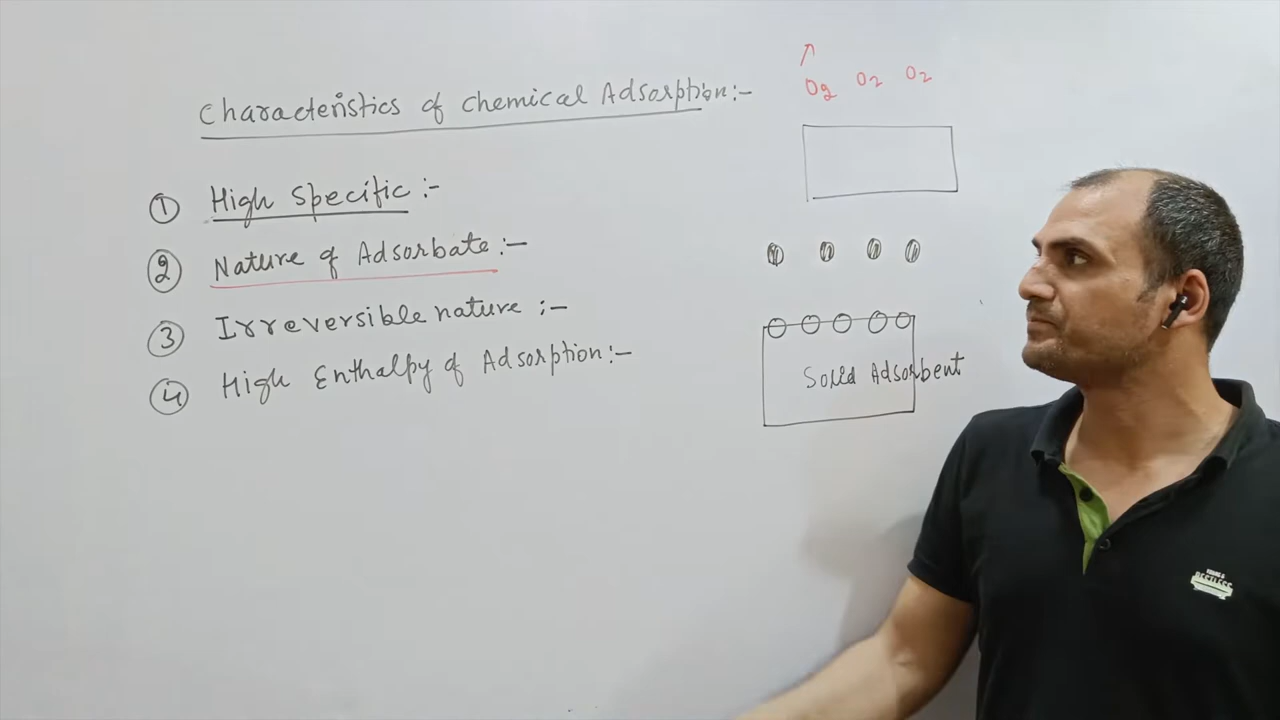 Characteristics of Chemical Adsorption:-
O2 O2 O2
① High Specific :-
② Nature of Adsorbate :-
③ Irreversible nature :-
④ High Enthalpy of Adsorption:-
Solid Adsorbent